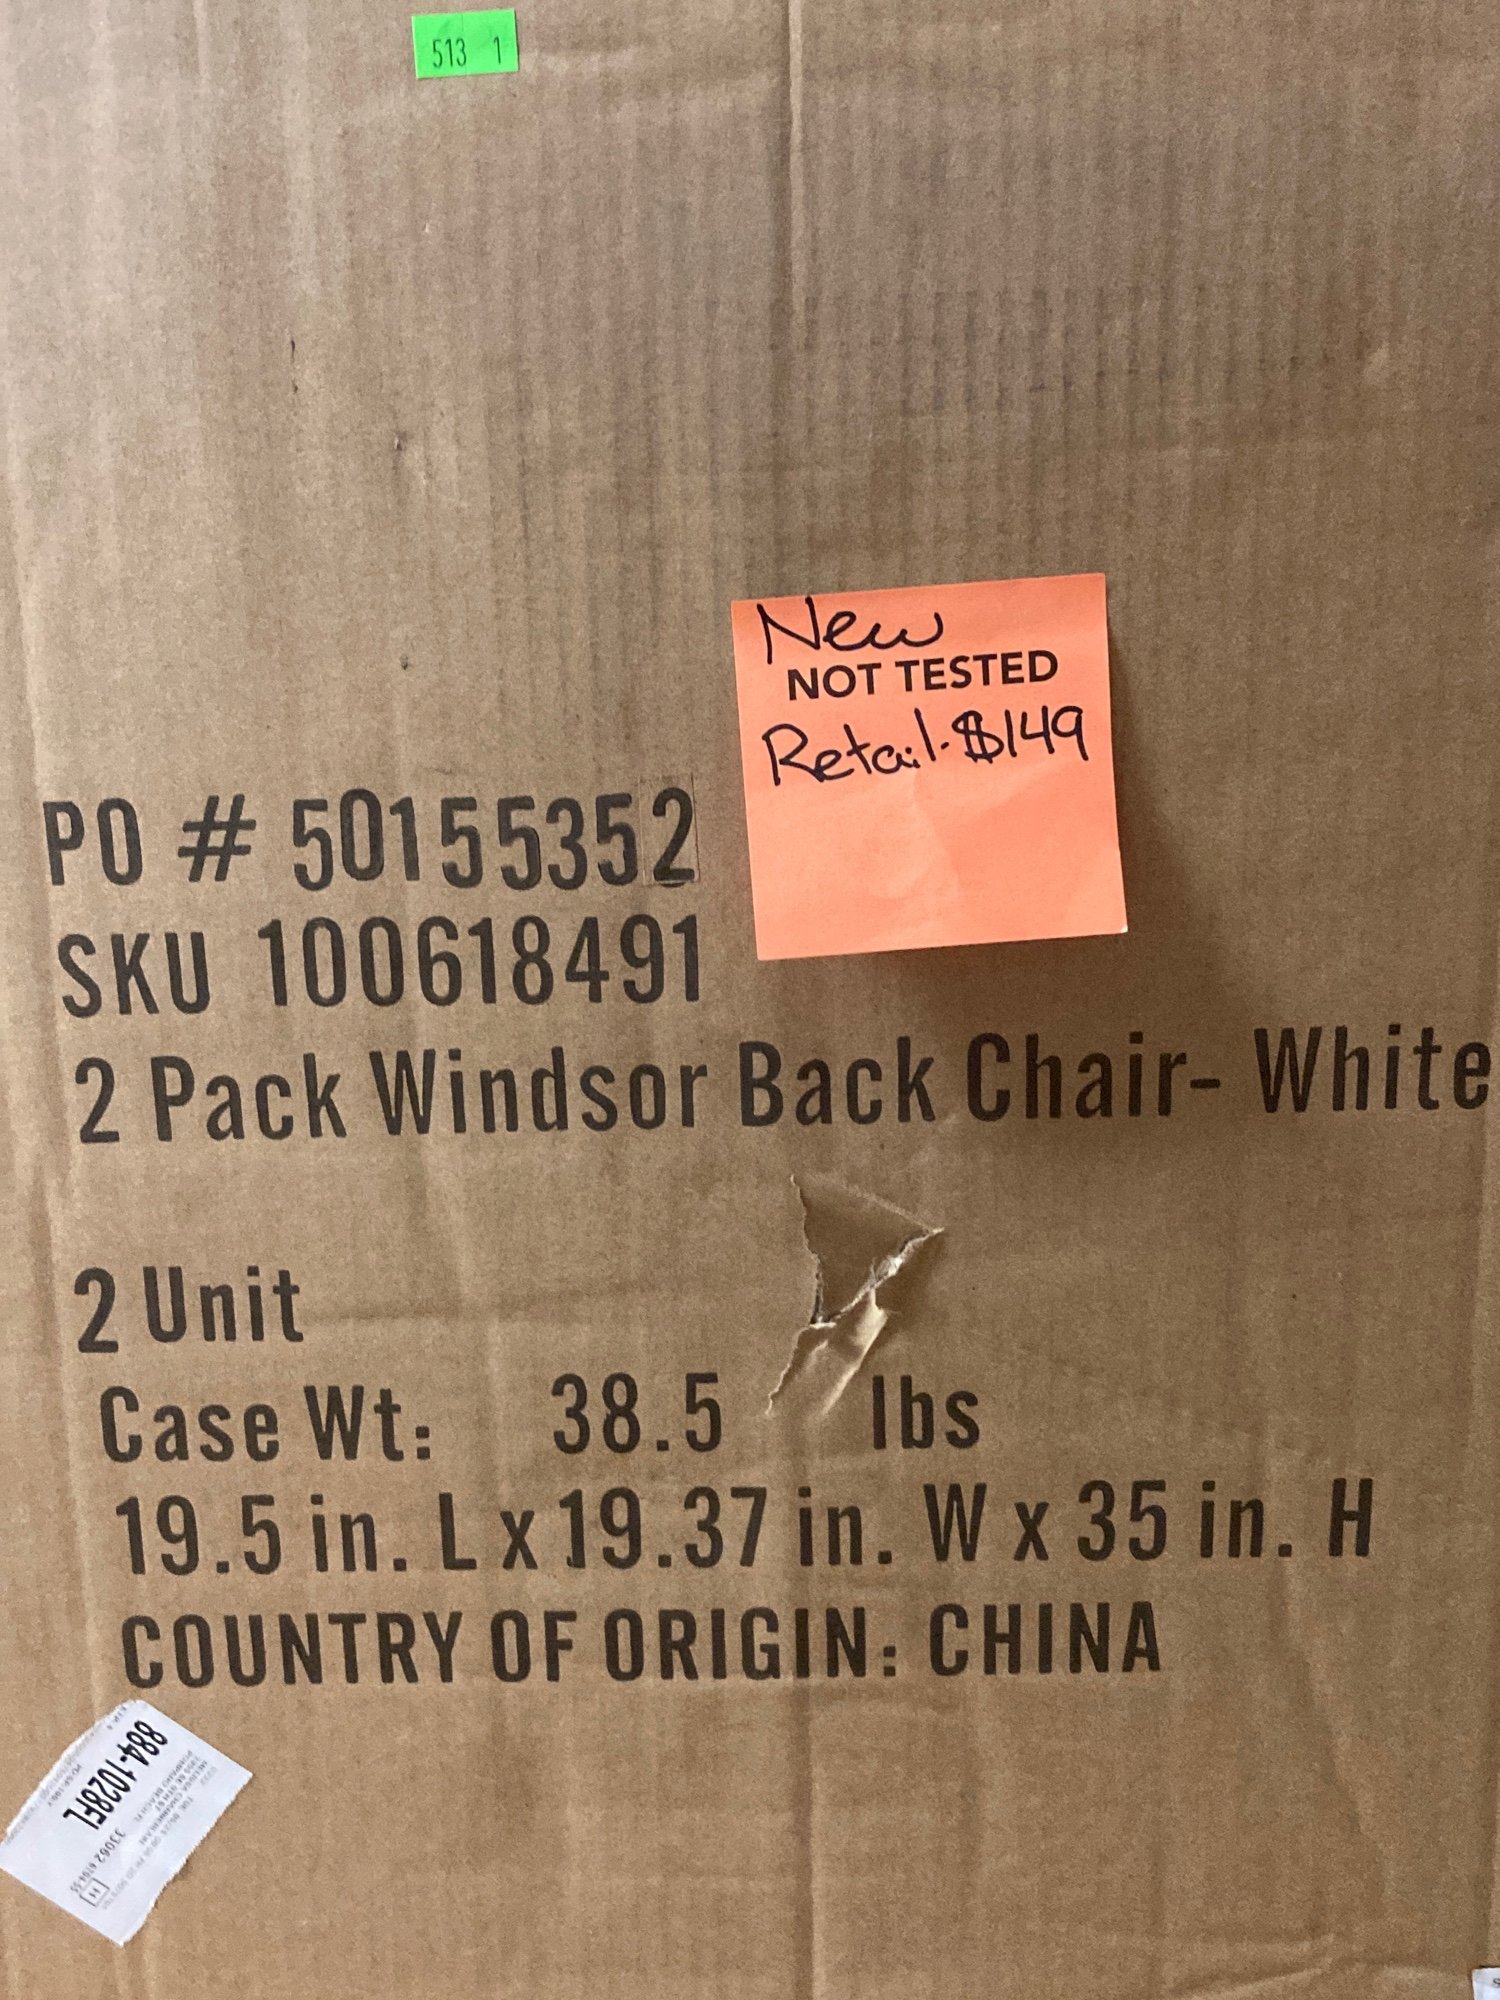 513 1
New
NOT TESTED
Retail-$149
PO # 50155352
SKU 100618491
2 Pack Windsor Back Chair- White
2 Unit
Case Wt: 38.5 lbs
19.5 in. L x 19.37 in. W x 35 in. H
COUNTRY OF ORIGIN: CHINA
884-1028FL
33062
H